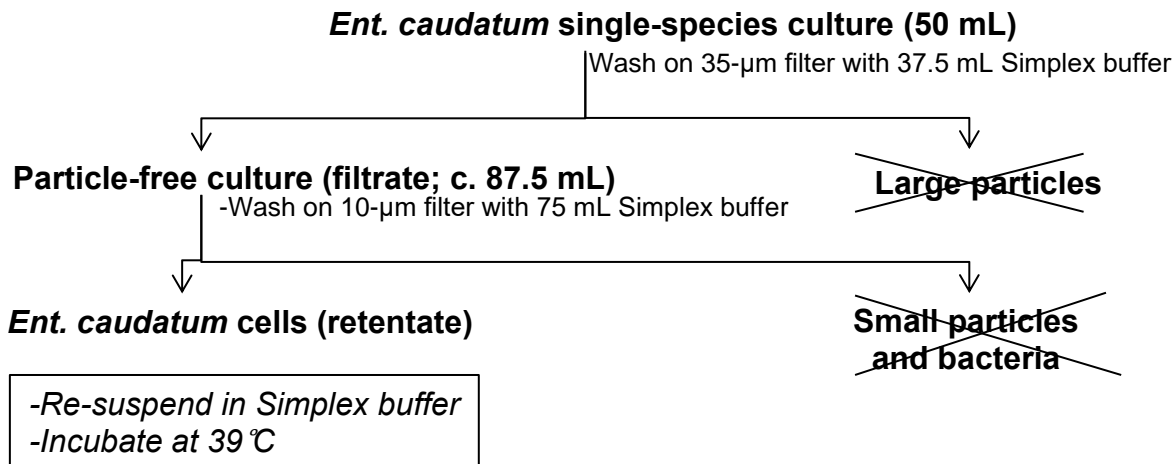 Ent. caudatum single-species culture (50 mL)
Wash on 35-µm filter with 37.5 mL Simplex buffer
Particle-free culture (filtrate; c. 87.5 mL)
Large particles
-Wash on 10-µm filter with 75 mL Simplex buffer
Ent. caudatum cells (retentate)
Small particles
and bacteria
-Re-suspend in Simplex buffer
-Incubate at 39℃